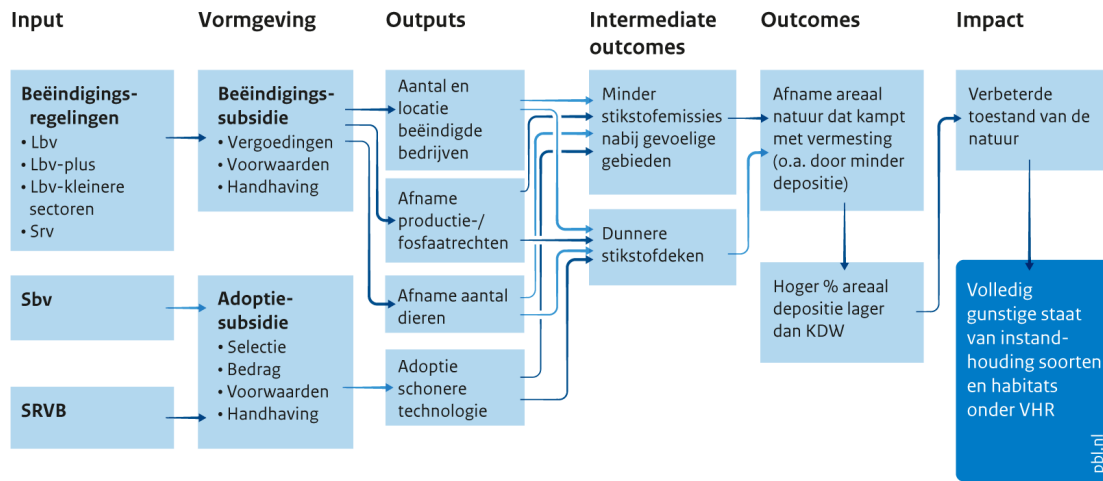 Input
Vormgeving
Outputs
Intermediate
outcomes
Outcomes
Impact
Beëindigings-
regelingen
• Lbv
• Lbv-plus
• Lbv-kleinere
sectoren
• Srv
Sbv
SRVB
Beëindigings-
subsidie
• Vergoedingen
• Voorwaarden
• Handhaving
Adoptie-
subsidie
• Selectie
• Bedrag
• Voorwaarden
• Handhaving
Aantal en
locatie
beëindigde
bedrijven
Afname
productie-/
fosfaatrechten
Afname aantal
dieren
Adoptie
schonere
technologie
Minder
stikstofemissies
nabij gevoelige
gebieden
Dunnere
stikstofdeken
Afname areaal
natuur dat kampt
met vermesting
(o.a. door minder
depositie)
Hoger % areaal
depositie lager
dan KDW
Verbeterde
toestand van de
natuur
Volledig
gunstige staat
van instand-
houding soorten
en habitats
onder VHR
pbl.nl